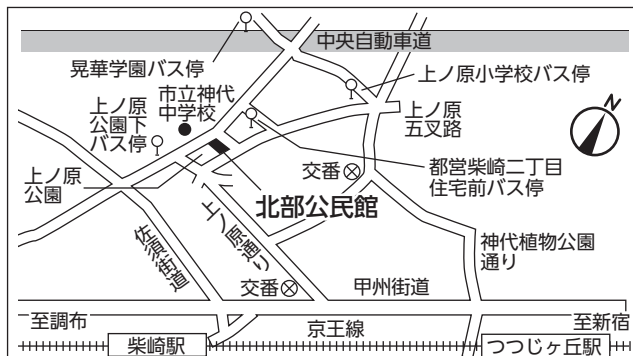 中央自動車道
晃華学園バス停
上ノ原小学校バス停
市立神代
中学校
上ノ原
公園下
バス停
上ノ原
五叉路
N
上ノ原
公園
交番
都営柴崎二丁目
住宅前バス停
北部公民館
上ノ原通り
佐須街道
神代植物公園
通り
交番
甲州街道
至調布
京王線
至新宿
柴崎駅
つつじヶ丘駅